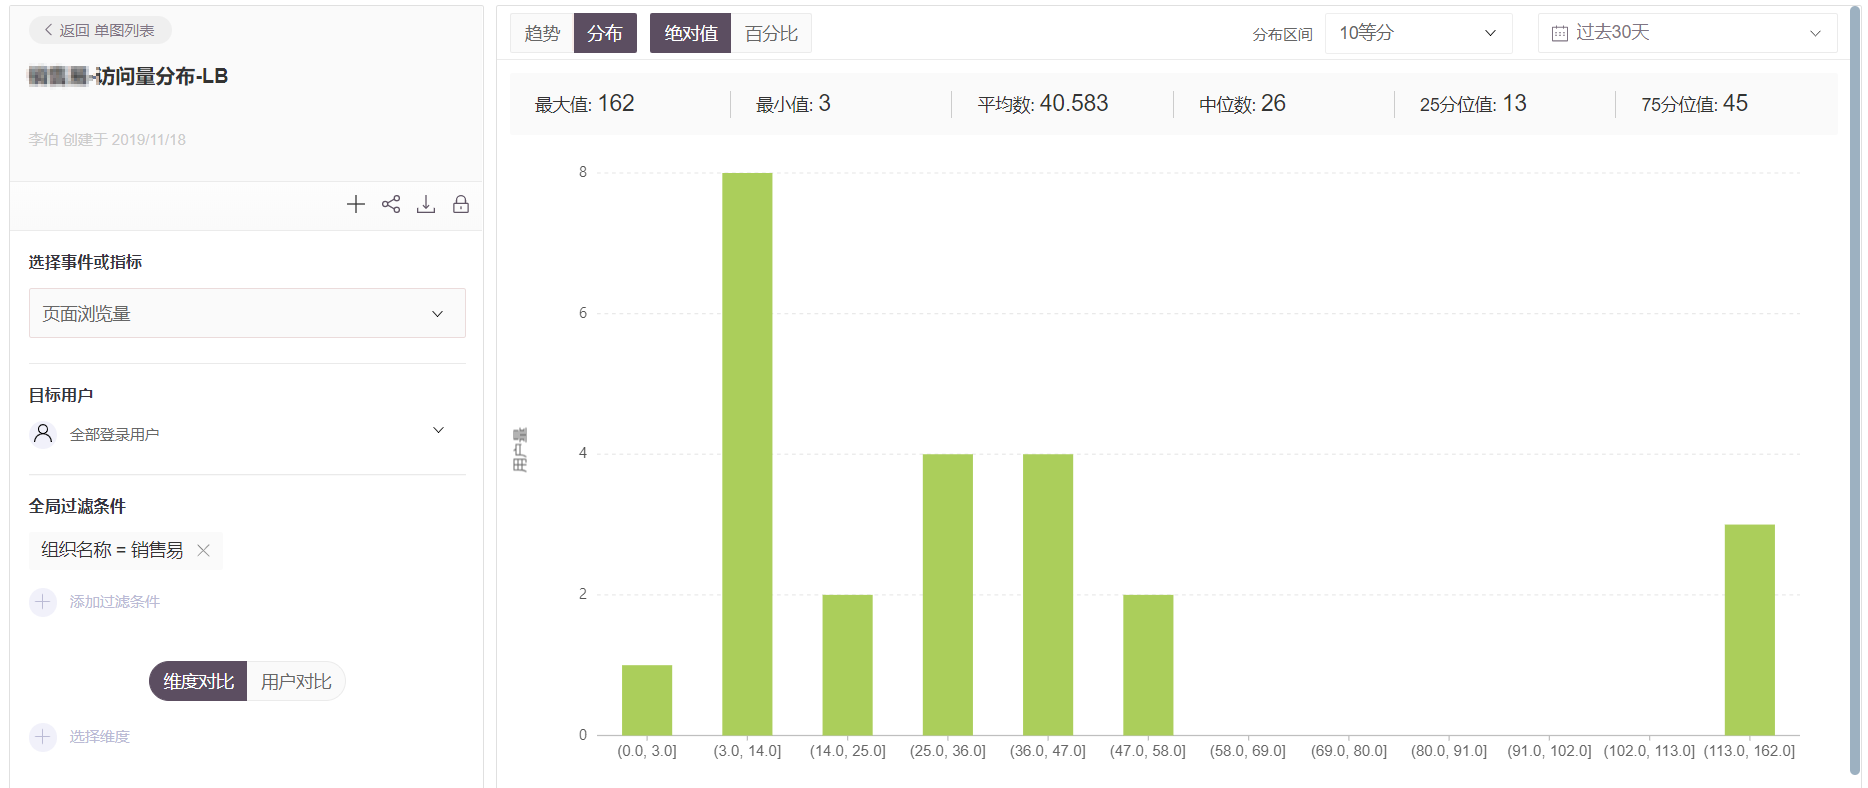 返回 单图列表
-访问量分布-LB
李伯 创建于 2019/11/18
选择事件或指标
页面浏览量
目标用户
全部登录用户
全局过滤条件
组织名称 = 销售易
添加过滤条件
维度对比 用户对比
选择维度
趋势 分布 绝对值 百分比 分布区间 10等分 过去30天
最大值: 162 最小值: 3 平均数: 40.583 中位数: 26 25分位值: 13 75分位值: 45
用户量
8
6
4
2
0
(0.0, 3.0] (3.0, 14.0] (14.0, 25.0] (25.0, 36.0] (36.0, 47.0] (47.0, 58.0] (58.0, 69.0] (69.0, 80.0] (80.0, 91.0] (91.0, 102.0] (102.0, 113.0] (113.0, 162.0]